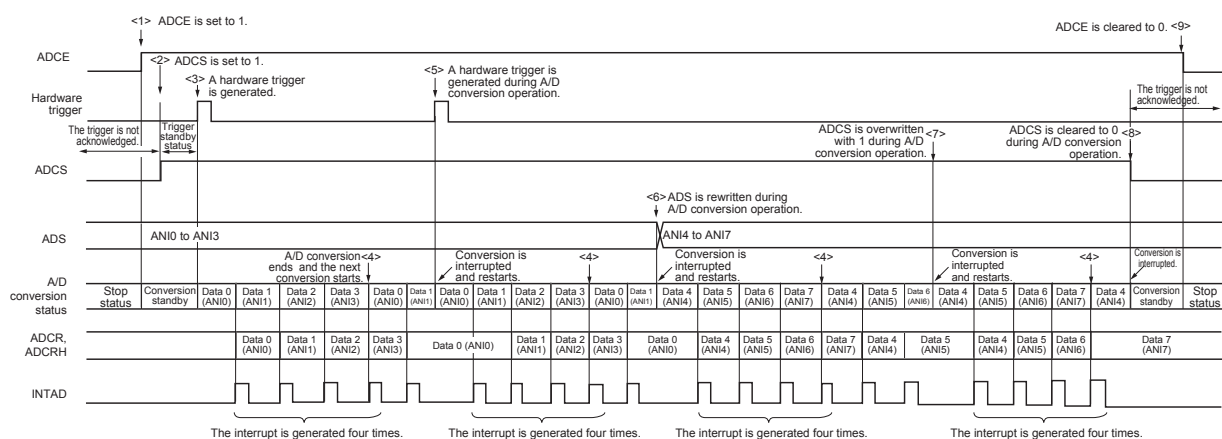 <1> ADCE is set to 1.
ADCE is cleared to 0. <9>
ADCE
<2> ADCS is set to 1.
<3> A hardware trigger
is generated.
<5> A hardware trigger is
generated during A/D
conversion operation.
Hardware
trigger
The trigger is not
acknowledged.
The trigger is not
acknowledged.
Trigger
standby
status
ADCS is overwritten <7>
with 1 during A/D
conversion operation.
ADCS is cleared to 0 <8>
during A/D conversion
operation.
ADCS
<6> ADS is rewritten during
A/D conversion operation.
ADS
ANI0 to ANI3
ANI4 to ANI7
A/D conversion <4>
ends and the next
conversion starts.
Conversion is
interrupted
and restarts.
<4>
Conversion is
interrupted
and restarts.
<4>
Conversion is
interrupted
and restarts.
<4>
Conversion is
interrupted.
A/D
conversion
status
Stop
status
Conversion
standby
Data 0
(ANI0)
Data 1
(ANI1)
Data 2
(ANI2)
Data 3
(ANI3)
Data 0
(ANI0)
Data 1
(ANI1)
Data 0
(ANI0)
Data 1
(ANI1)
Data 2
(ANI2)
Data 3
(ANI3)
Data 0
(ANI0)
Data 1
(ANI1)
Data 4
(ANI4)
Data 5
(ANI5)
Data 6
(ANI6)
Data 7
(ANI7)
Data 4
(ANI4)
Data 5
(ANI5)
Data 6
(ANI6)
Data 4
(ANI4)
Data 5
(ANI5)
Data 6
(ANI6)
Data 7
(ANI7)
Data 4
(ANI4)
Conversion
standby
Stop
status
ADCR,
ADCRH
Data 0
(ANI0)
Data 1
(ANI1)
Data 2
(ANI2)
Data 3
(ANI3)
Data 0 (ANI0)
Data 1
(ANI1)
Data 2
(ANI2)
Data 3
(ANI3)
Data 0
(ANI0)
Data 4
(ANI4)
Data 5
(ANI5)
Data 6
(ANI6)
Data 7
(ANI7)
Data 4
(ANI4)
Data 5
(ANI5)
Data 4
(ANI4)
Data 5
(ANI5)
Data 6
(ANI6)
Data 7
(ANI7)
INTAD
The interrupt is generated four times.
The interrupt is generated four times.
The interrupt is generated four times.
The interrupt is generated four times.